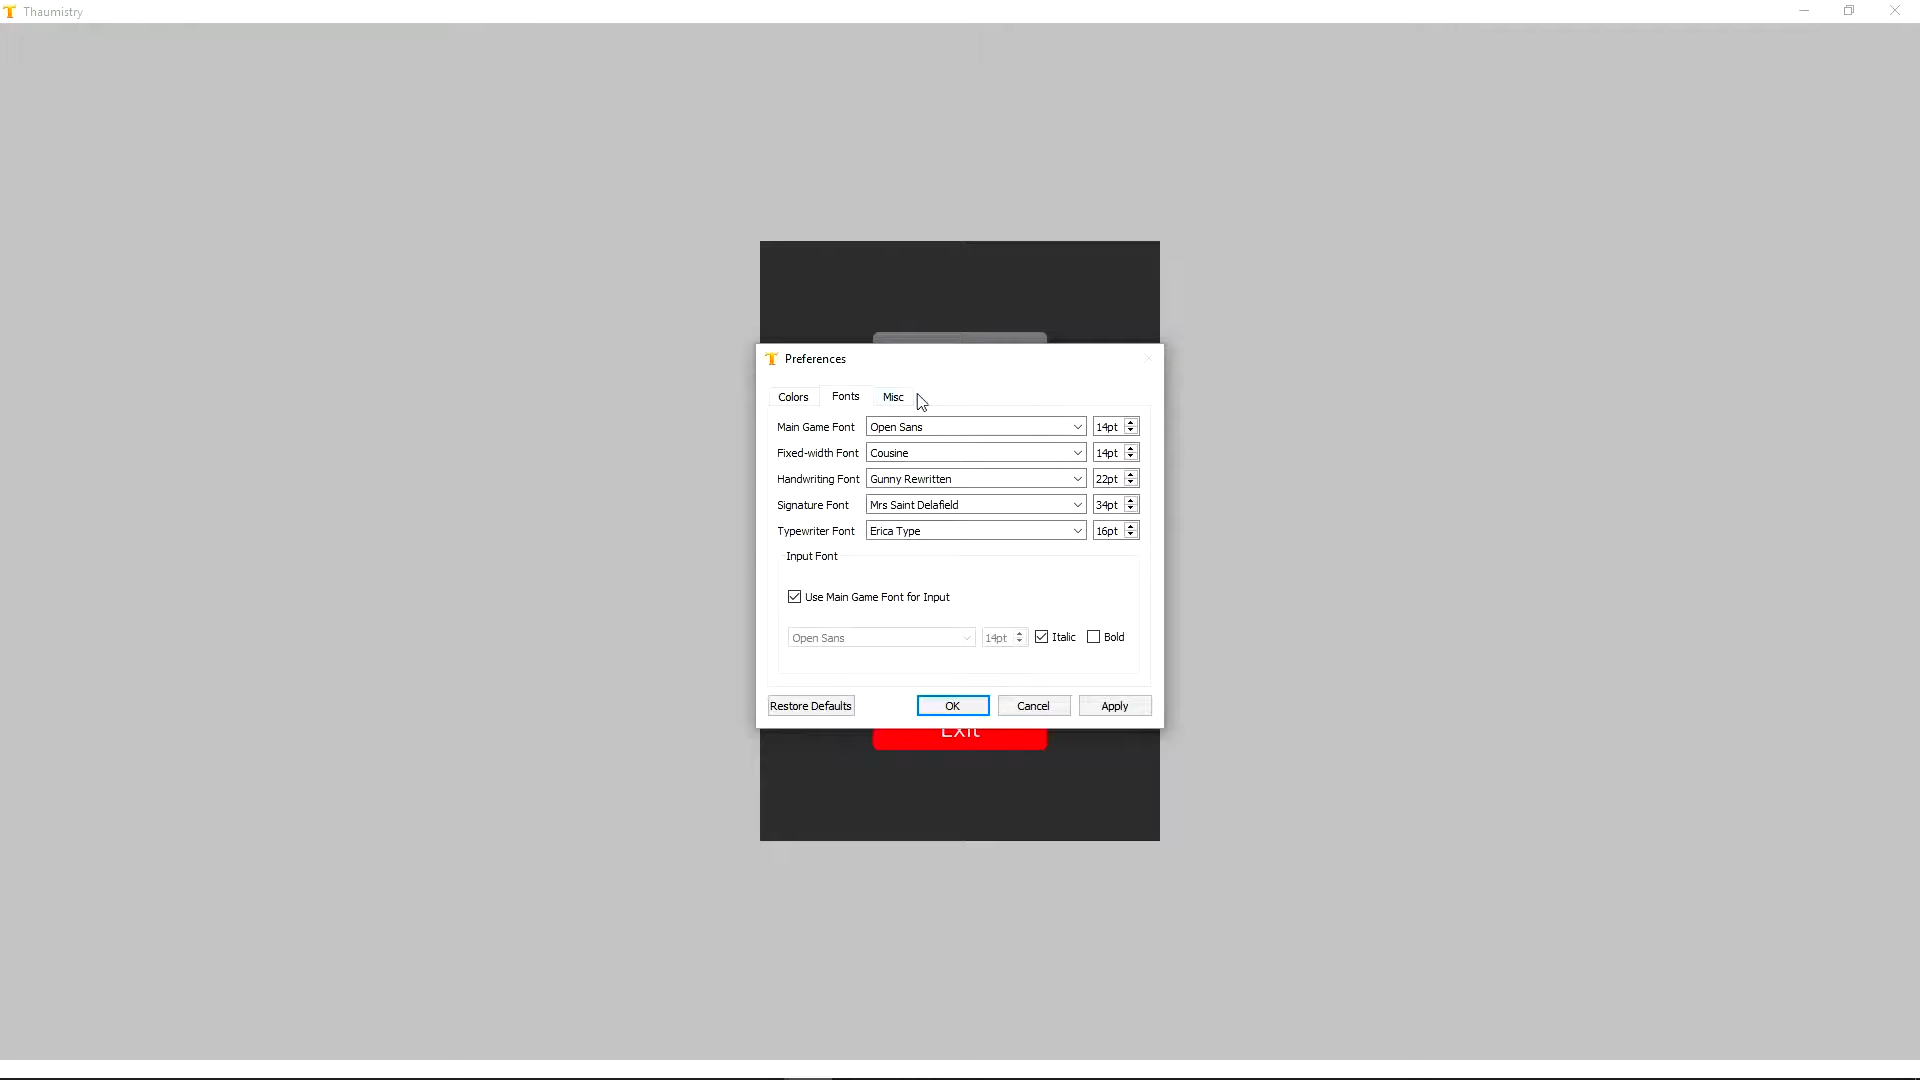 Thaumistry
Preferences
Colors Fonts Misc
Main Game Font Open Sans 14pt
Fixed-width Font Cousine 14pt
Handwriting Font Gunny Rewritten 22pt
Signature Font Mrs Saint Delafield 34pt
Typewriter Font Erica Type 16pt
Input Font
Use Main Game Font for Input
Open Sans 14pt Italic Bold
Restore Defaults OK Cancel Apply
Exit